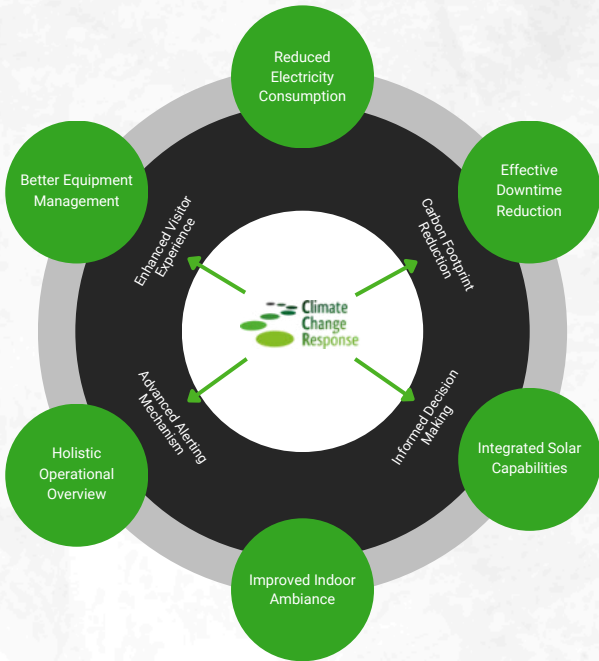 Reduced
Electricity
Consumption
Better Equipment
Management
Effective
Downtime
Reduction
Enhanced Visitor
Experience
Carbon Footprint
Reduction
Climate
Change
Response
Advanced Alerting
Mechanism
Informed Decision
Making
Holistic
Operational
Overview
Integrated Solar
Capabilities
Improved Indoor
Ambiance